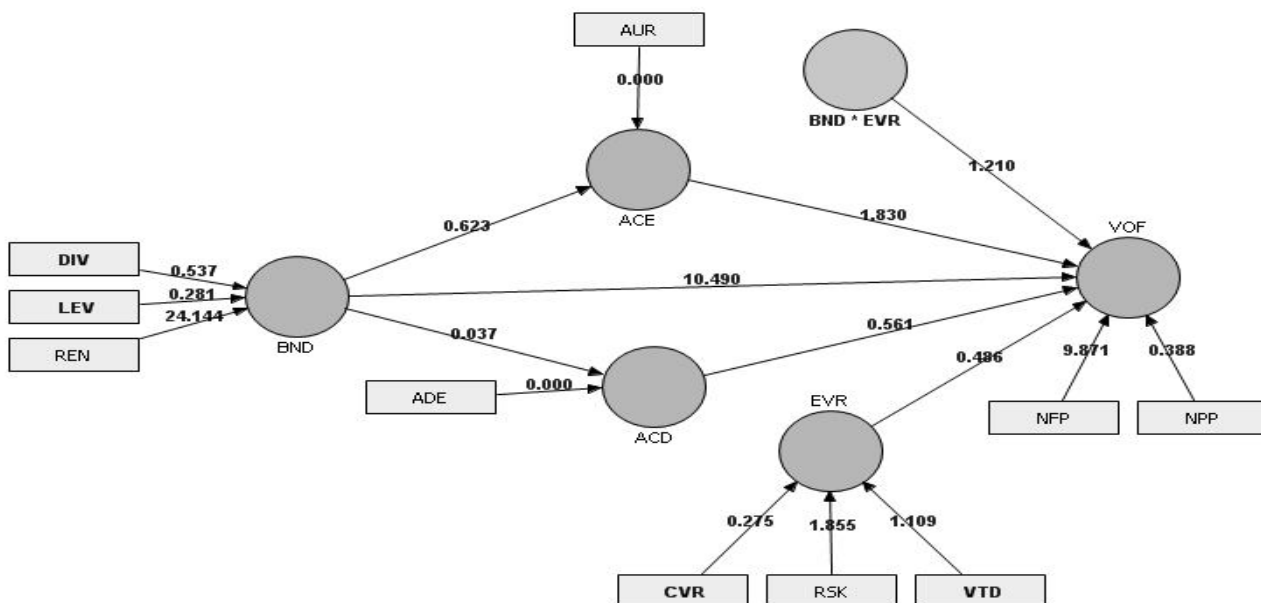 AUR
0.000
BND * EVR
1.210
ACE
0.623
1.830
VOF
DIV
0.537
LEV
0.281
REN
24.144
BND
10.490
0.037
0.561
ADE
0.000
ACD
0.486
EVR
9.871
0.388
NFP
NPP
0.275
1.855
1.109
CVR
RSK
VTD